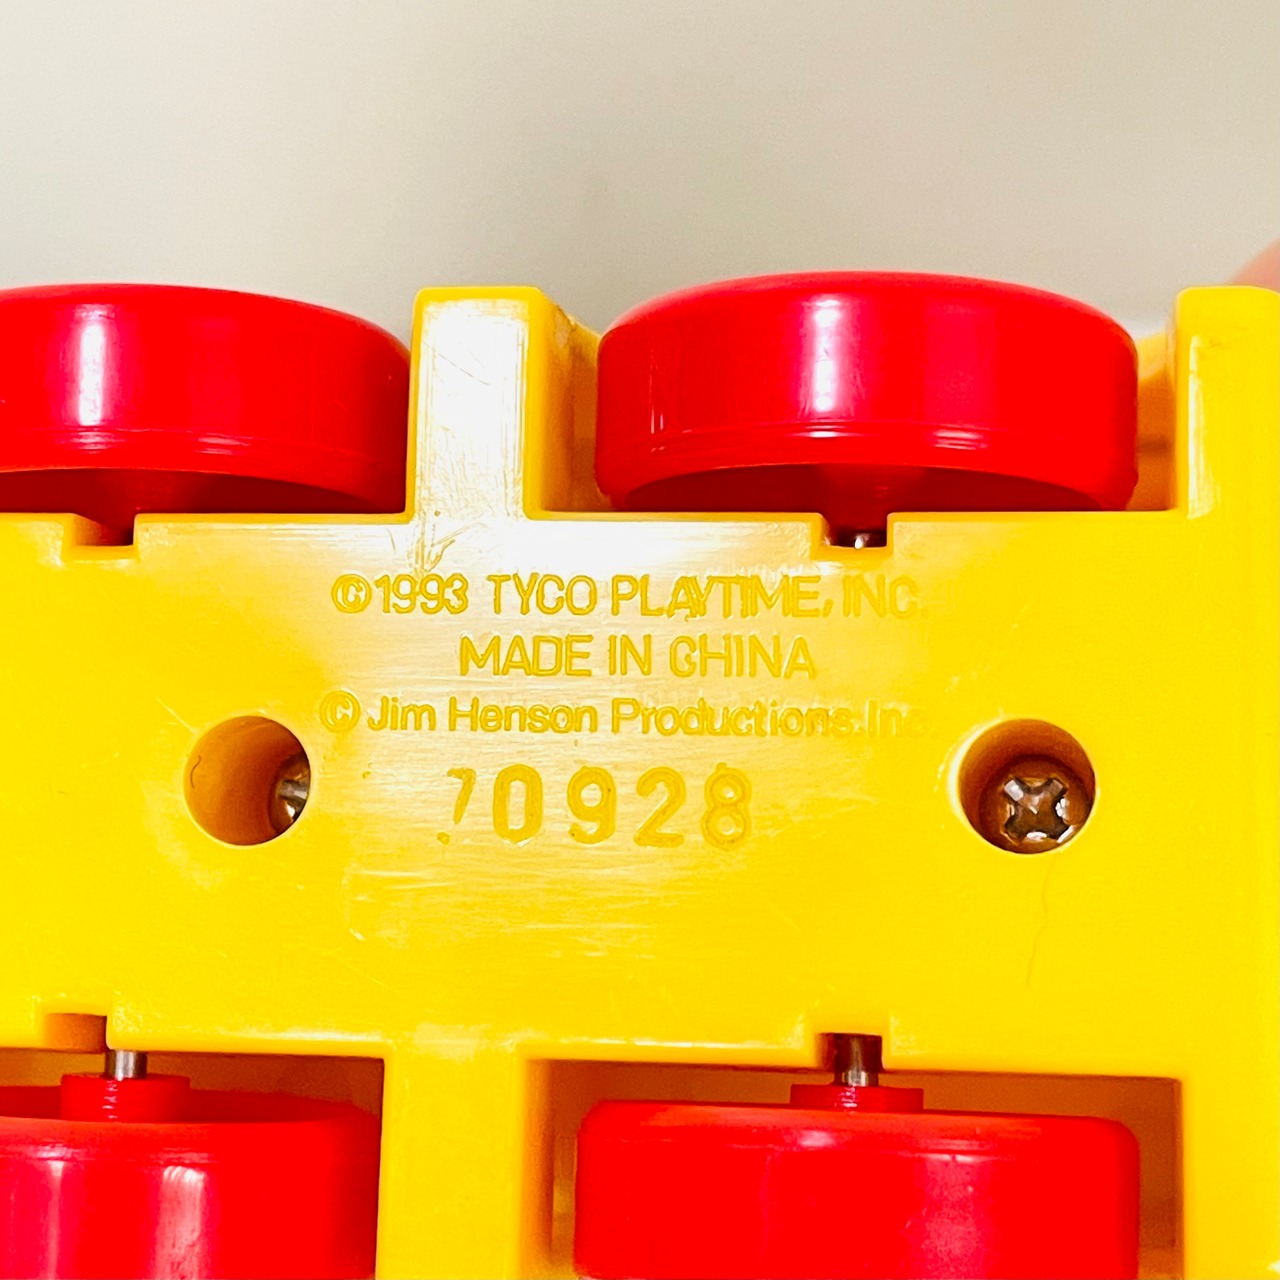 ©1993 TYCO PLAYTIME, INC.
MADE IN CHINA
© Jim Henson Productions.Inc.
70928